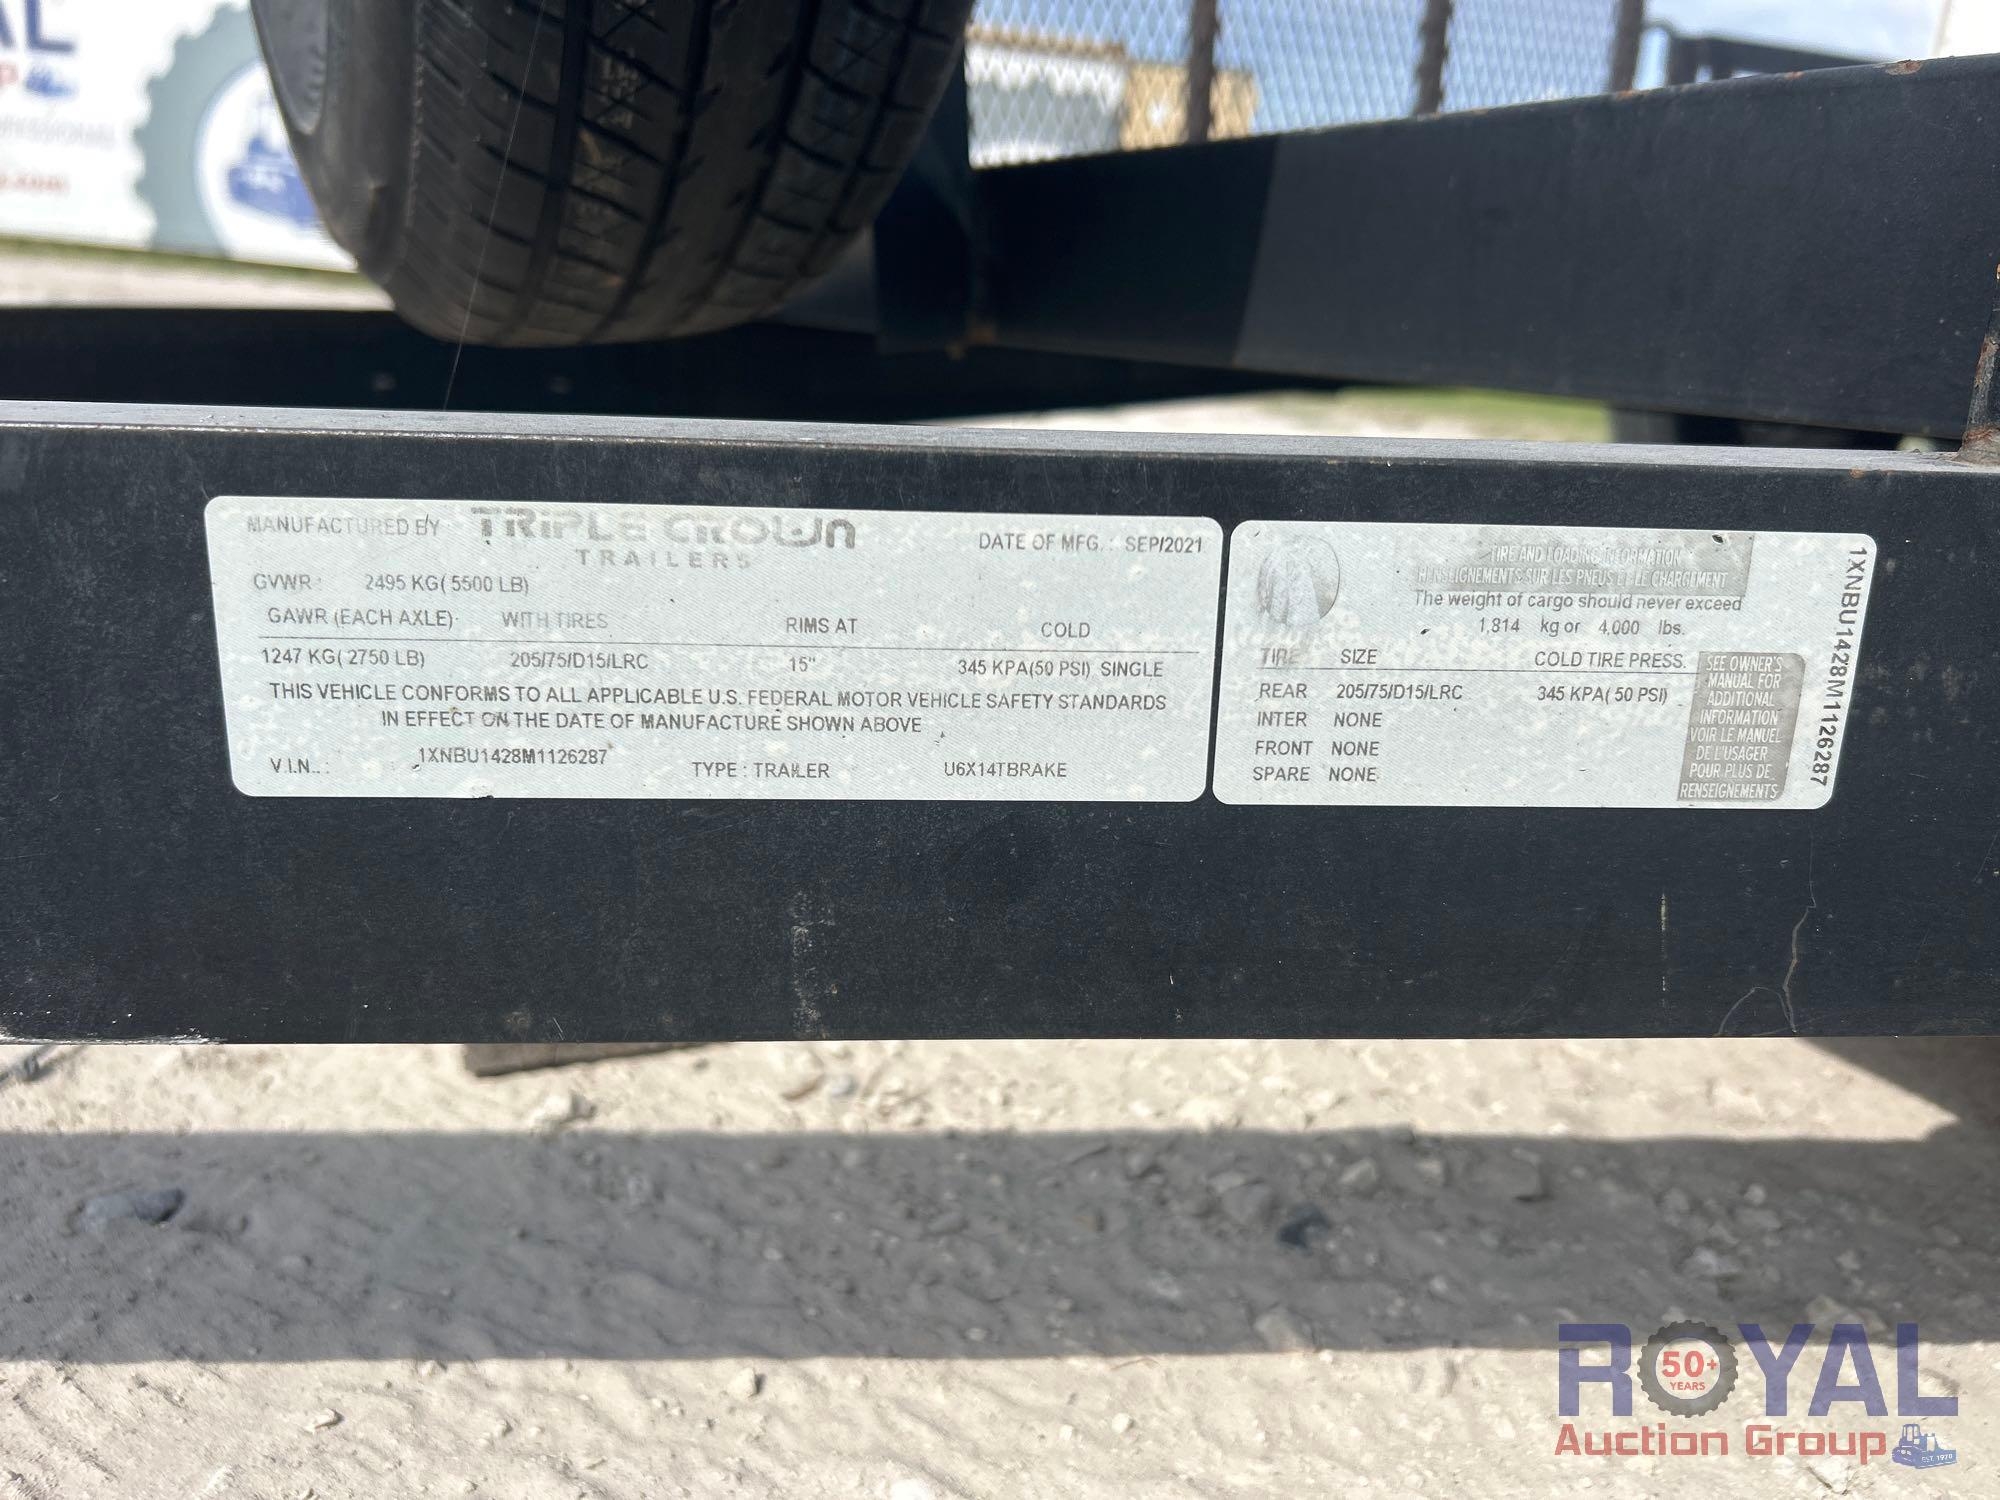 MANUFACTURED BY TRiPLE CROWn
TRAILERS
DATE OF MFG. : SEP/2021
GVWR : 2495 KG( 5500 LB)
GAWR (EACH AXLE) WITH TIRES RIMS AT COLD
1247 KG( 2750 LB) 205/75/D15/LRC 15" 345 KPA(50 PSI) SINGLE
THIS VEHICLE CONFORMS TO ALL APPLICABLE U.S. FEDERAL MOTOR VEHICLE SAFETY STANDARDS
IN EFFECT ON THE DATE OF MANUFACTURE SHOWN ABOVE
V.I.N.. : 1XNBU1428M1126287 TYPE : TRAILER U6X14TBRAKE
TIRE AND LOADING INFORMATION
RENSEIGNEMENTS SUR LES PNEUS ET LE CHARGEMENT
The weight of cargo should never exceed
1,814 kg or 4,000 lbs.
TIRE SIZE COLD TIRE PRESS.
REAR 205/75/D15/LRC 345 KPA( 50 PSI)
INTER NONE
FRONT NONE
SPARE NONE
SEE OWNER'S
MANUAL FOR
ADDITIONAL
INFORMATION
VOIR LE MANUEL
DE L'USAGER
POUR PLUS DE
RENSEIGNEMENTS
1XNBU1428M1126287
ROYAL
50+
YEARS
Auction Group
EST. 1970